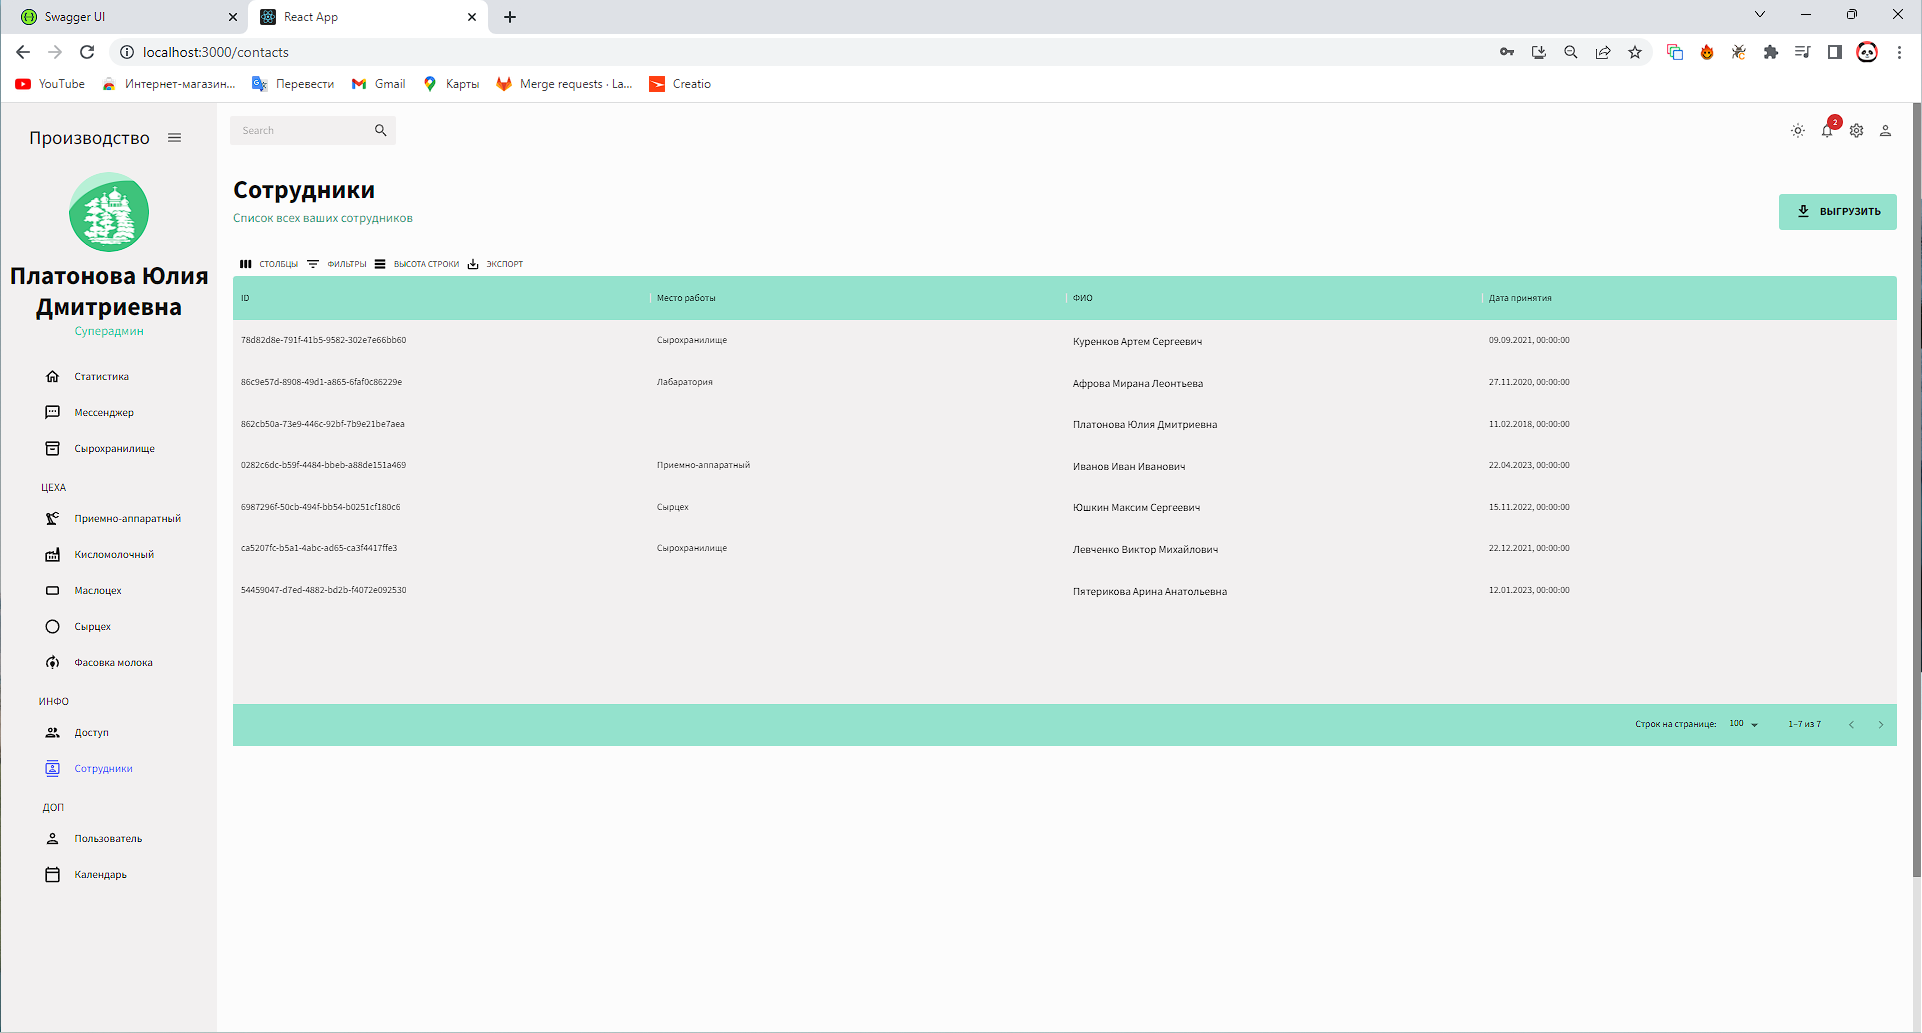 Swagger UI
React App
localhost:3000/contacts
YouTube
Интернет-магазин...
Перевести
Gmail
Карты
Merge requests · La...
Creatio
Производство
Search
2
Сотрудники
Список всех ваших сотрудников
ВЫГРУЗИТЬ
Платонова Юлия
Дмитриевна
Суперадмин
СТОЛБЦЫ
ФИЛЬТРЫ
ВЫСОТА СТРОКИ
ЭКСПОРТ
ID Место работы ФИО Дата принятия
78d82d8e-791f-41b5-9582-302e7e66bb60 Сырохранилище Куренков Артем Сергеевич 09.09.2021, 00:00:00
86c9e57d-8908-49d1-a865-6faf0c86229e Лабаратория Афрова Мирана Леонтьева 27.11.2020, 00:00:00
862cb50a-73e9-446c-92bf-7b9e21be7aea Платонова Юлия Дмитриевна 11.02.2018, 00:00:00
0282c6dc-b59f-4484-bbeb-a88de151a469 Приемно-аппаратный Иванов Иван Иванович 22.04.2023, 00:00:00
6987296f-50cb-494f-bb54-b0251cf180c6 Сырцех Юшкин Максим Сергеевич 15.11.2022, 00:00:00
ca5207fc-b5a1-4abc-ad65-ca3f4417ffe3 Сырохранилище Левченко Виктор Михайлович 22.12.2021, 00:00:00
54459047-d7ed-4882-bd2b-f4072e092530 Пятерикова Арина Анатольевна 12.01.2023, 00:00:00
Строк на странице: 100 1–7 из 7
Статистика
Мессенджер
Сырохранилище
ЦЕХА
Приемно-аппаратный
Кисломолочный
Маслоцех
Сырцех
Фасовка молока
ИНФО
Доступ
Сотрудники
ДОП
Пользователь
Календарь